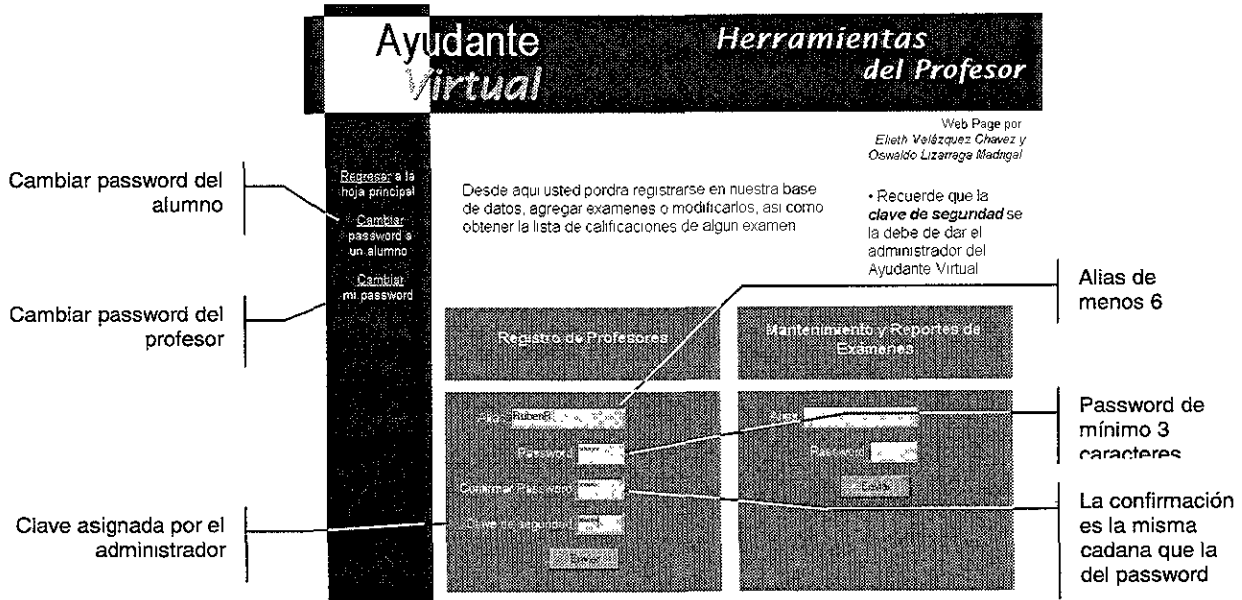 Ayudante
Virtual
Herramientas
del Profesor
Web Page por
Elieth Velázquez Chavez y
Oswaldo Lizarraga Madrigal
Regresar a la
hoja principal
Cambiar
password a
un alumno
Cambiar
mi password
Desde aqui usted pordra registrarse en nuestra base
de datos, agregar examenes o modificarlos, asi como
obtener la lista de calificaciones de algun examen
• Recuerde que la
clave de seguridad se
la debe de dar el
administrador del
Ayudante Virtual
Cambiar password del
alumno
Cambiar password del
profesor
Clave asignada por el
administrador
Registro de Profesores
Alias RubenB
Password
Confirmar Password
Clave de seguridad
Enviar
Mantenimiento y Reportes de
Examenes
Alias
Password
Enviar
Alias de
menos 6
Password de
mínimo 3
caracteres
La confirmación
es la misma
cadana que la
del password